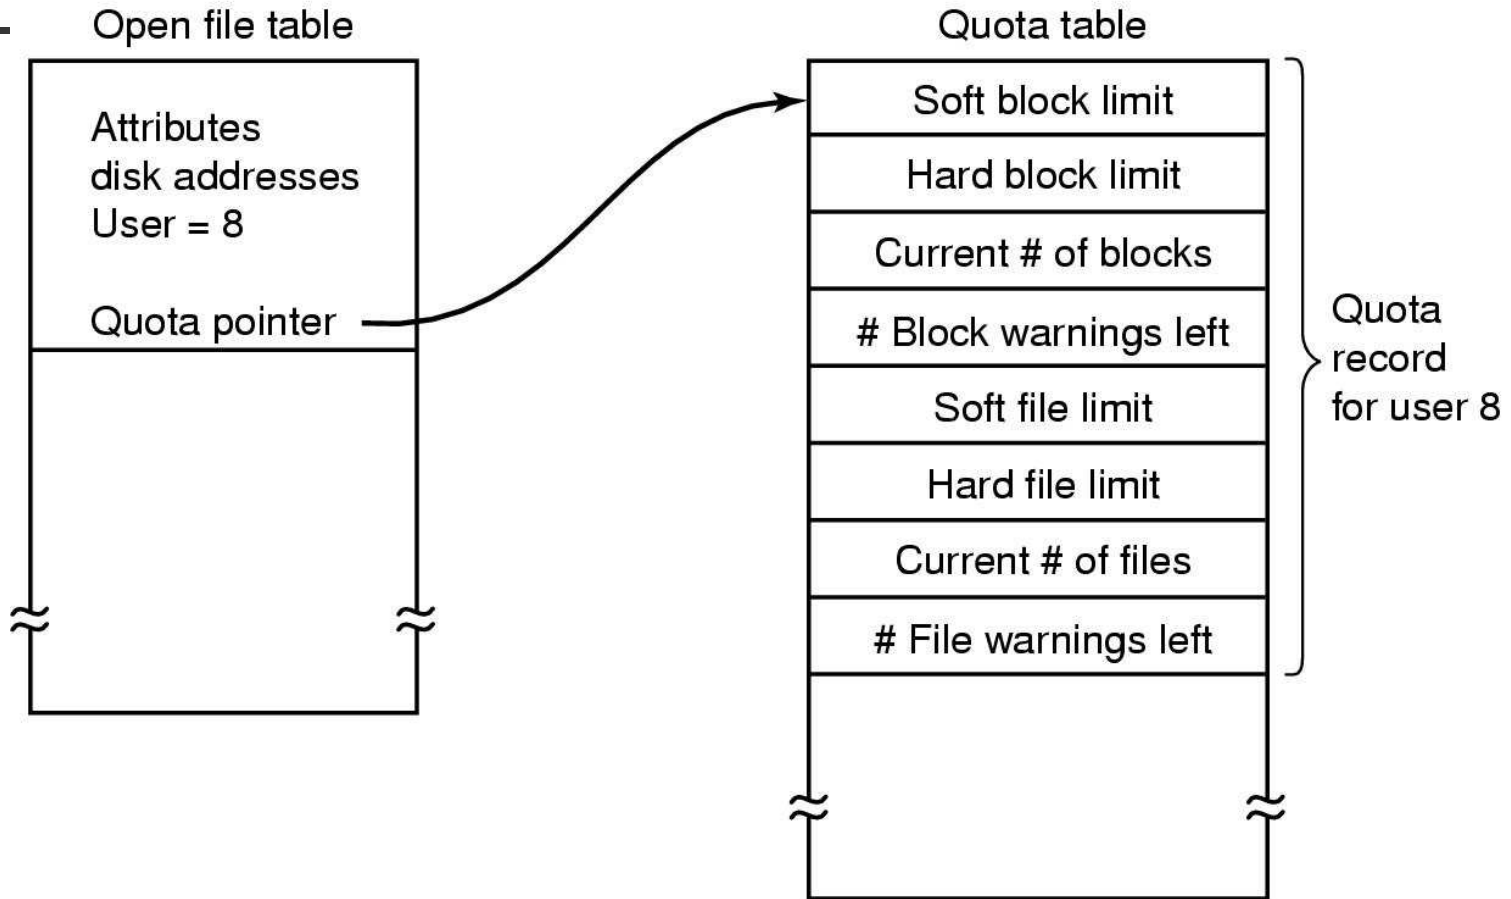 Open file table
Attributes
disk addresses
User = 8
Quota pointer
Quota table
Soft block limit
Hard block limit
Current # of blocks
# Block warnings left
Soft file limit
Hard file limit
Current # of files
# File warnings left
Quota
record
for user 8